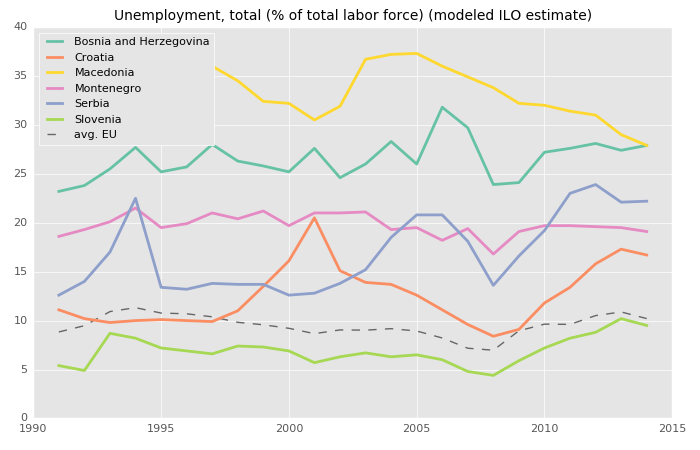 Unemployment, total (% of total labor force) (modeled ILO estimate)
40
35
30
25
20
15
10
5
0
Bosnia and Herzegovina
Croatia
Macedonia
Montenegro
Serbia
Slovenia
avg. EU
1990 1995 2000 2005 2010 2015